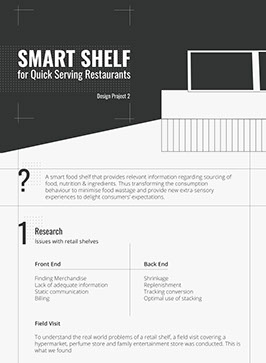 SMART SHELF
for Quick Serving Restaurants
Design Project 2
?
A smart food shelf that provides relevant information regarding sourcing of
food, nutrition & ingredients. Thus transforming the consumption
behaviour to minimise food wastage and provide new extra-sensory
experiences to delight consumers' expectations.
1
Research
Issues with retail shelves
Front End
Back End
Finding Merchandise
Shrinkage
Lack of adequate information
Replenishment
Static communication
Tracking conversion
Billing
Optimum use of stacking
Field Visit
To understand the real world problems of a retail shelf, a field visit covering a
hypermarket, perfume store and family entertainment store was conducted. This is
what we found